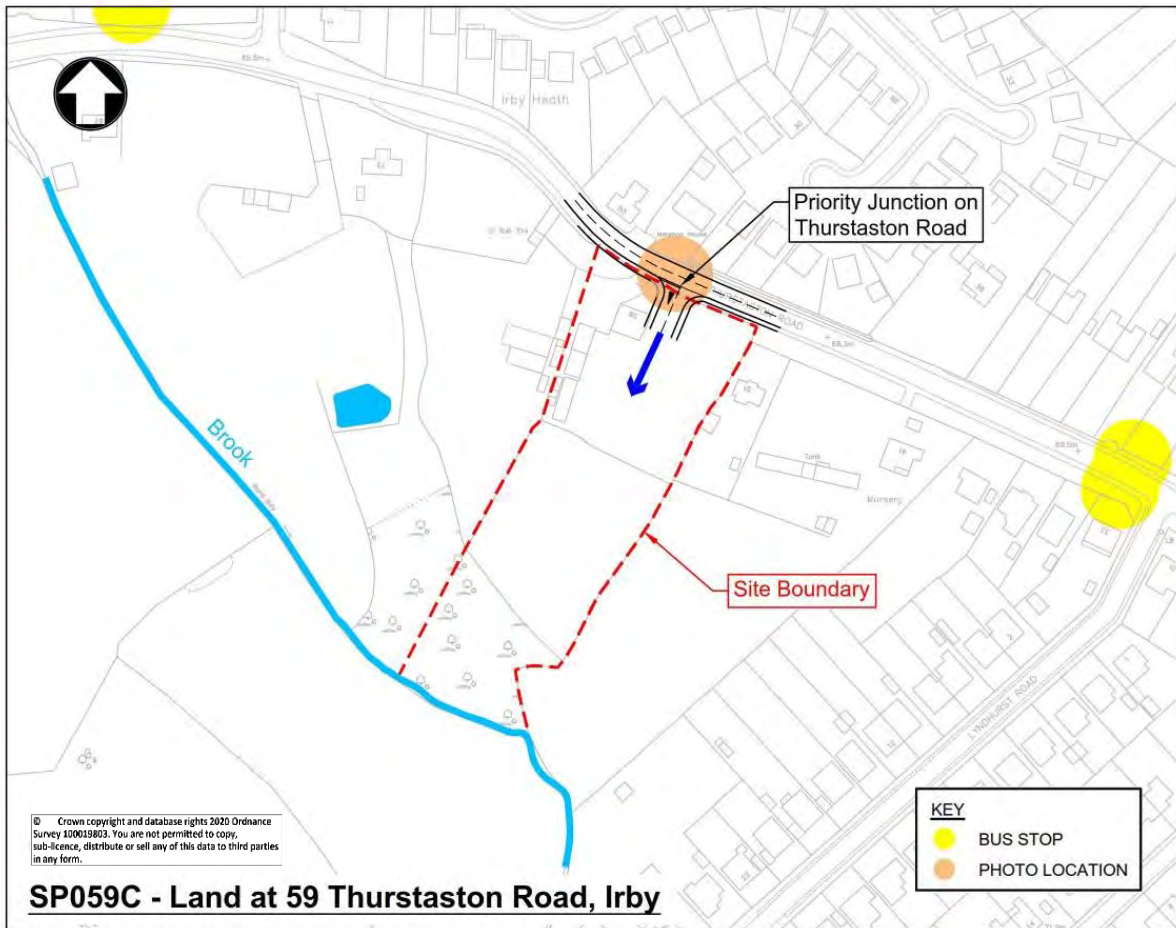 Irby Heath
Priority Junction on
Thurstaston Road
THURSTASTON ROAD
Brook
Tank
Nursery
Site Boundary
LYNDHURST ROAD
KEY
BUS STOP
PHOTO LOCATION
© Crown copyright and database rights 2020 Ordnance
Survey 100019803. You are not permitted to copy,
sub-licence, distribute or sell any of this data to third parties
in any form.
SP059C - Land at 59 Thurstaston Road, Irby